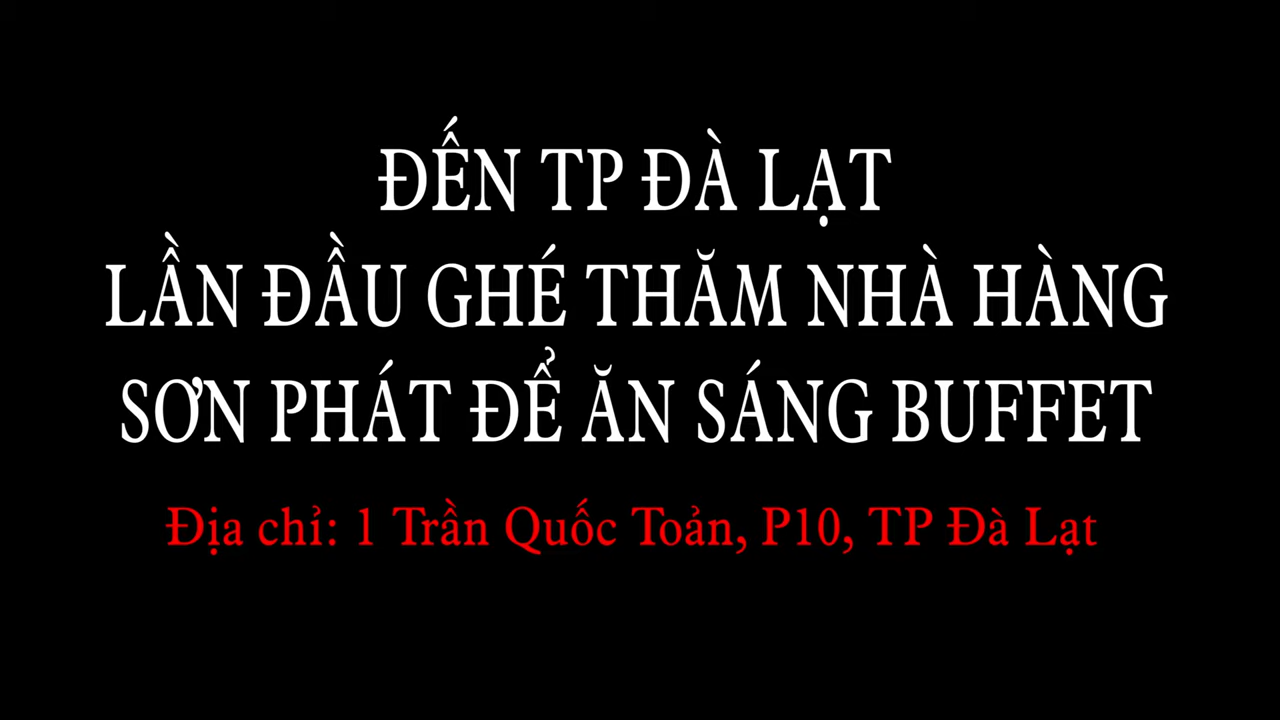 ĐẾN TP ĐÀ LẠT
LẦN ĐẦU GHÉ THĂM NHÀ HÀNG
SƠN PHÁT ĐỂ ĂN SÁNG BUFFET
Địa chỉ: 1 Trần Quốc Toản, P10, TP Đà Lạt